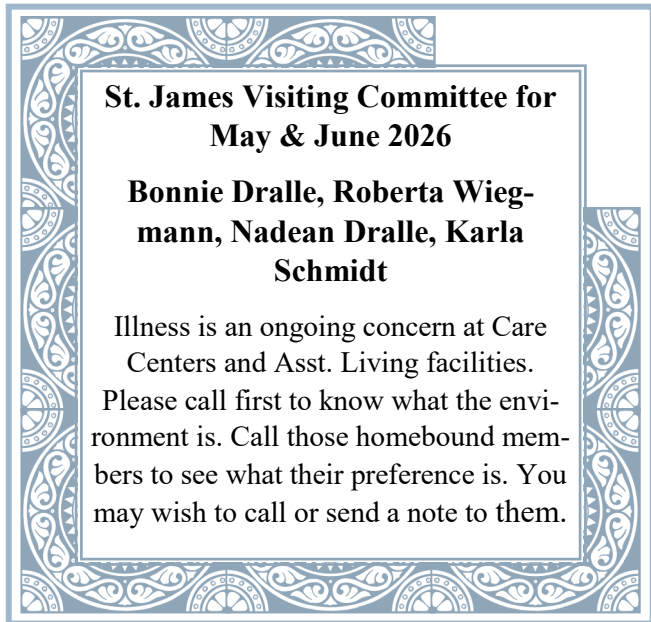 St. James Visiting Committee for
May & June 2026
Bonnie Dralle, Roberta Wieg-
mann, Nadean Dralle, Karla
Schmidt
Illness is an ongoing concern at Care
Centers and Asst. Living facilities.
Please call first to know what the envi-
ronment is. Call those homebound mem-
bers to see what their preference is. You
may wish to call or send a note to them.